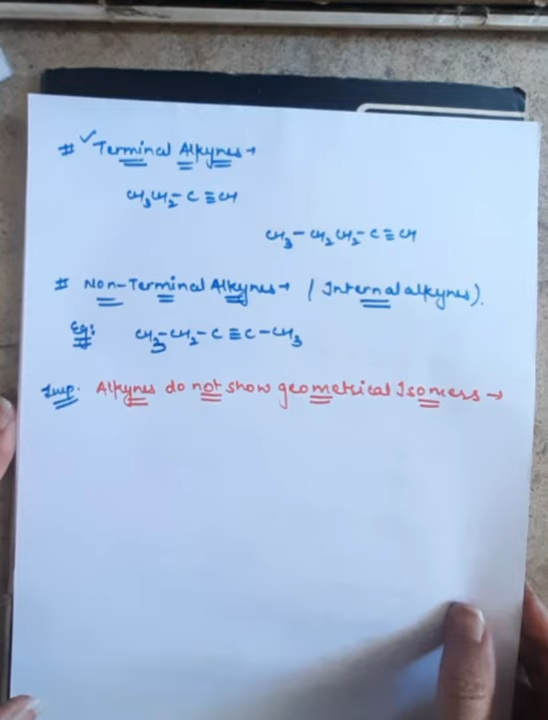 # ✓ Terminal Alkynes →
CH₃CH₂-C≡CH
CH₃-CH₂CH₂-C≡CH
# Non-Terminal Alkynes → (Internal alkynes).
Eg: CH₃-CH₂-C≡C-CH₃
Imp. Alkynes do not show geometrical Isomers →